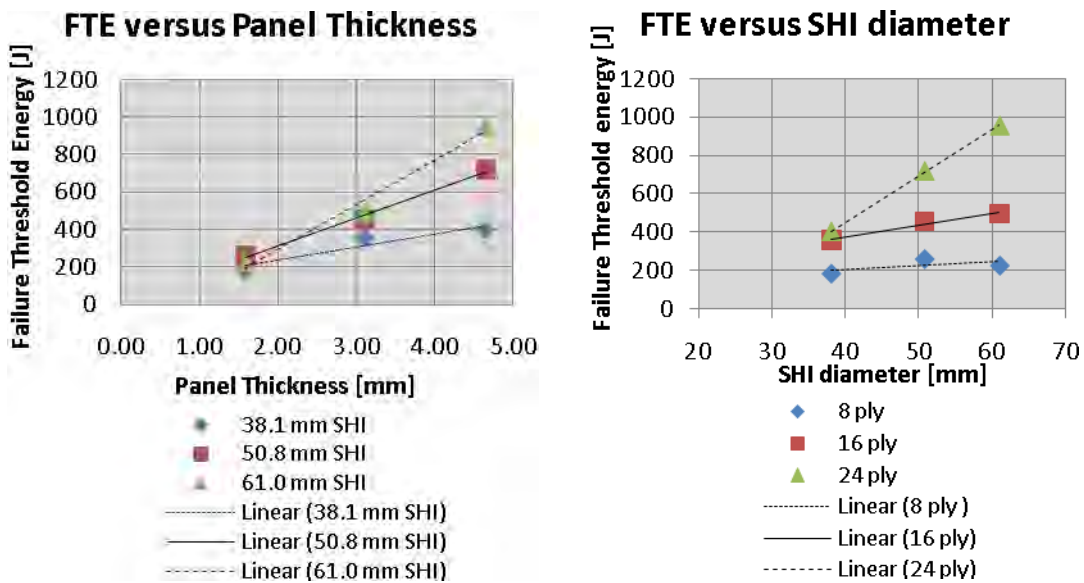 FTE versus Panel Thickness
Failure Threshold Energy [J]
1200
1000
800
600
400
200
0
0.00 1.00 2.00 3.00 4.00 5.00
Panel Thickness [mm]
38.1 mm SHI
50.8 mm SHI
61.0 mm SHI
Linear (38.1 mm SHI)
Linear (50.8 mm SHI)
Linear (61.0 mm SHI)
FTE versus SHI diameter
Failure Threshold energy [J]
1200
1000
800
600
400
200
0
20 30 40 50 60 70
SHI diameter [mm]
8 ply
16 ply
24 ply
Linear (8 ply )
Linear (16 ply)
Linear (24 ply)